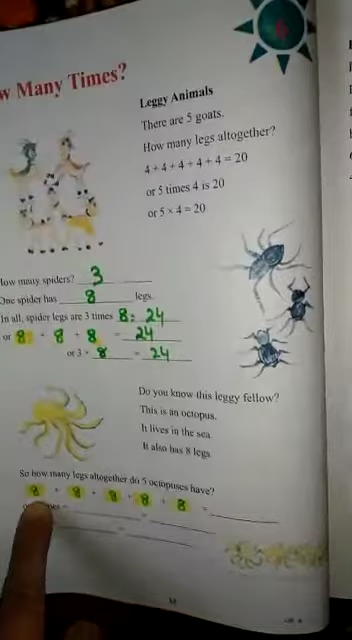 6
w Many Times?
Leggy Animals
There are 5 goats.
How many legs altogether?
4 + 4 + 4 + 4 + 4 = 20
or 5 times 4 is 20
or 5 × 4 = 20
How many spiders? 3
One spider has 8 legs.
In all, spider legs are 3 times 8 = 24
or 8 + 8 + 8 = 24
or 3 × 8 = 24
Do you know this leggy fellow?
This is an octopus.
It lives in the sea.
It also has 8 legs.
So how many legs altogether do 5 octopuses have?
8 + 8 + 8 + 8 + 8 =